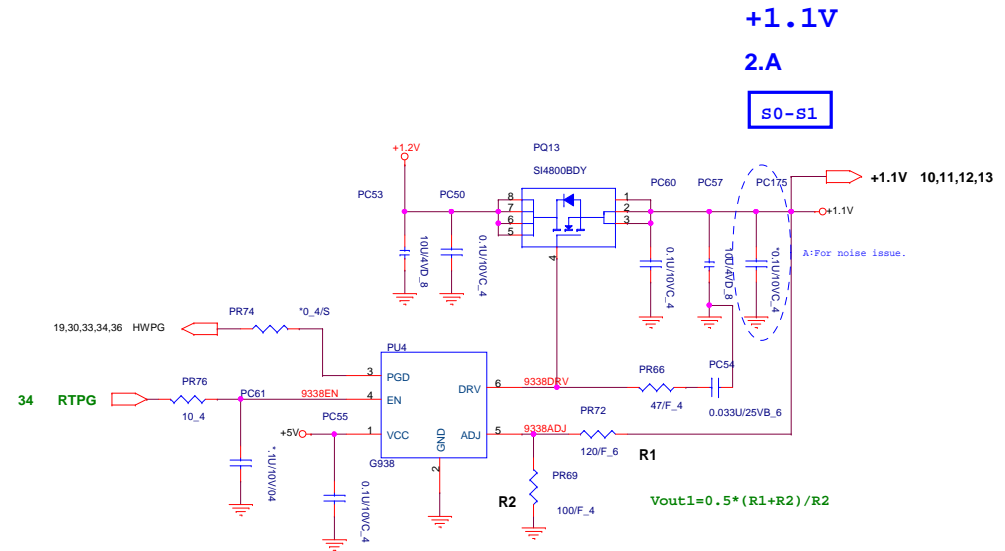 +1.1V
2.A
S0-S1
+1.2V
PQ13
SI4800BDY
PC53
PC50
PC60
PC57
PC175
+1.1V 10,11,12,13
+1.1V
8
7
6
5
1
2
3
4
10U/4VD_8
0.1U/10VC_4
0.1U/10VC_4
10U/4VD_8
*0.1U/10VC_4
A:For noise issue.
19,30,33,34,36 HWPG
PR74
*0_4/S
PU4
3
PGD
34 RTPG
PR76
10_4
PC61
9338EN
4
EN
DRV
6
9338DRV
PR66
47/F_4
PC54
0.033U/25VB_6
PC55
+5V
1
VCC
GND
2
ADJ
5
9338ADJ
PR72
120/F_6
R1
G938
*.1U/10V/04
0.1U/10VC_4
R2
PR69
100/F_4
Vout1=0.5*(R1+R2)/R2